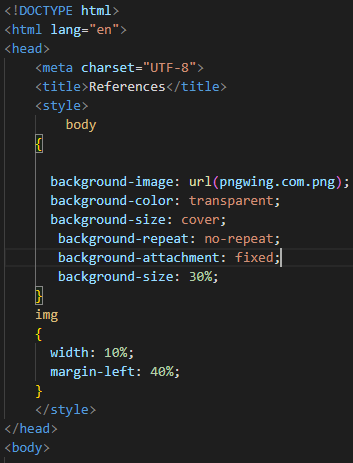 <!DOCTYPE html>
<html lang="en">
<head>
    <meta charset="UTF-8">
    <title>References</title>
    <style>
        body
    {

      background-image: url(pngwing.com.png);
      background-color: transparent;
      background-size: cover;
       background-repeat: no-repeat;
       background-attachment: fixed;
       background-size: 30%;
    }
    img
    {
      width: 10%;
      margin-left: 40%;
    }
    </style>
</head>
<body>